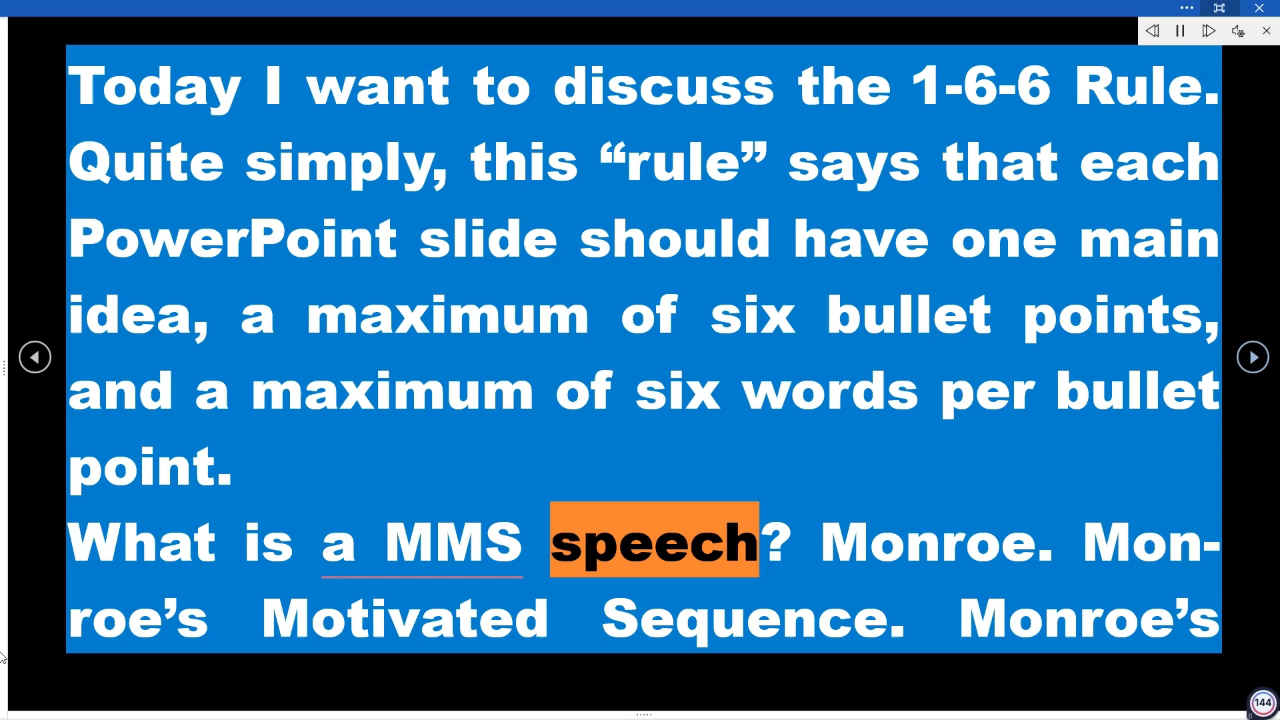 Today I want to discuss the 1-6-6 Rule.
Quite simply, this “rule” says that each
PowerPoint slide should have one main
idea, a maximum of six bullet points,
and a maximum of six words per bullet
point.
What is a MMS speech? Monroe. Mon-
roe’s Motivated Sequence. Monroe’s
144